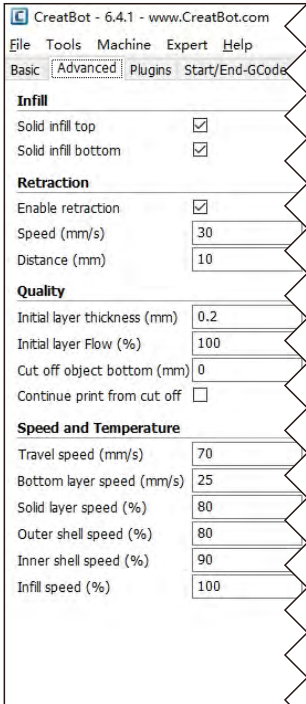 CreatBot - 6.4.1 - www.CreatBot.com
File Tools Machine Expert Help
Basic Advanced Plugins Start/End-GCode
Infill
Solid infill top
Solid infill bottom
Retraction
Enable retraction
Speed (mm/s) 30
Distance (mm) 10
Quality
Initial layer thickness (mm) 0.2
Initial layer Flow (%) 100
Cut off object bottom (mm) 0
Continue print from cut off
Speed and Temperature
Travel speed (mm/s) 70
Bottom layer speed (mm/s) 25
Solid layer speed (%) 80
Outer shell speed (%) 80
Inner shell speed (%) 90
Infill speed (%) 100